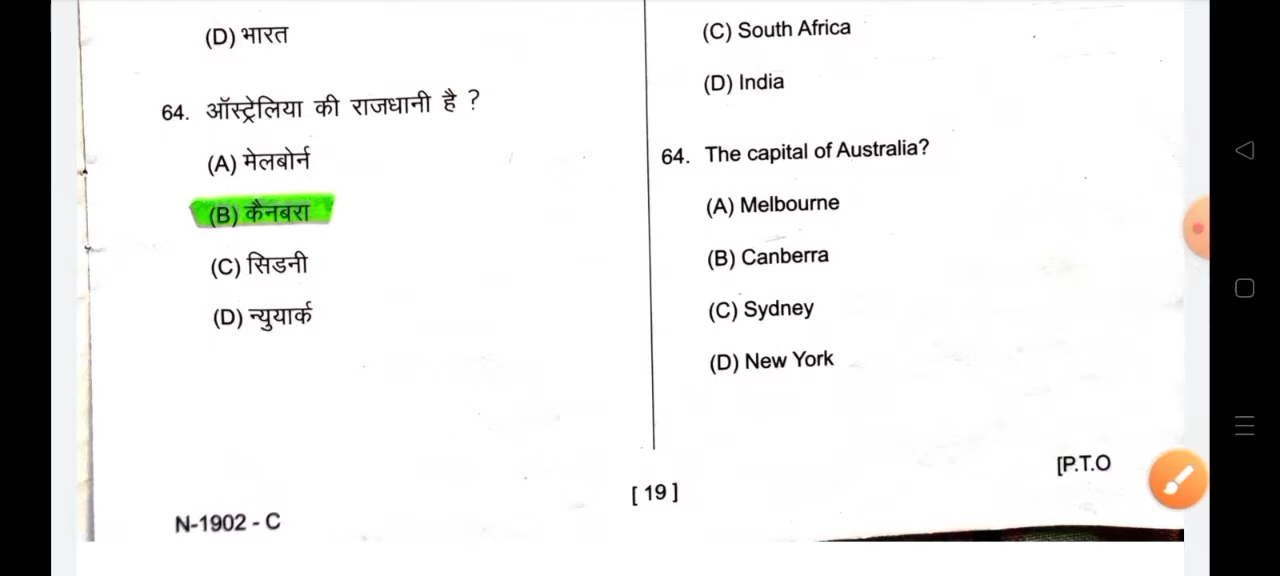 (D) भारत
64. ऑस्ट्रेलिया की राजधानी है ?
(A) मेलबोर्न
(B) कैनबरा
(C) सिडनी
(D) न्युयार्क
(C) South Africa
(D) India
64. The capital of Australia?
(A) Melbourne
(B) Canberra
(C) Sydney
(D) New York
[P.T.O
[ 19 ]
N-1902 - C